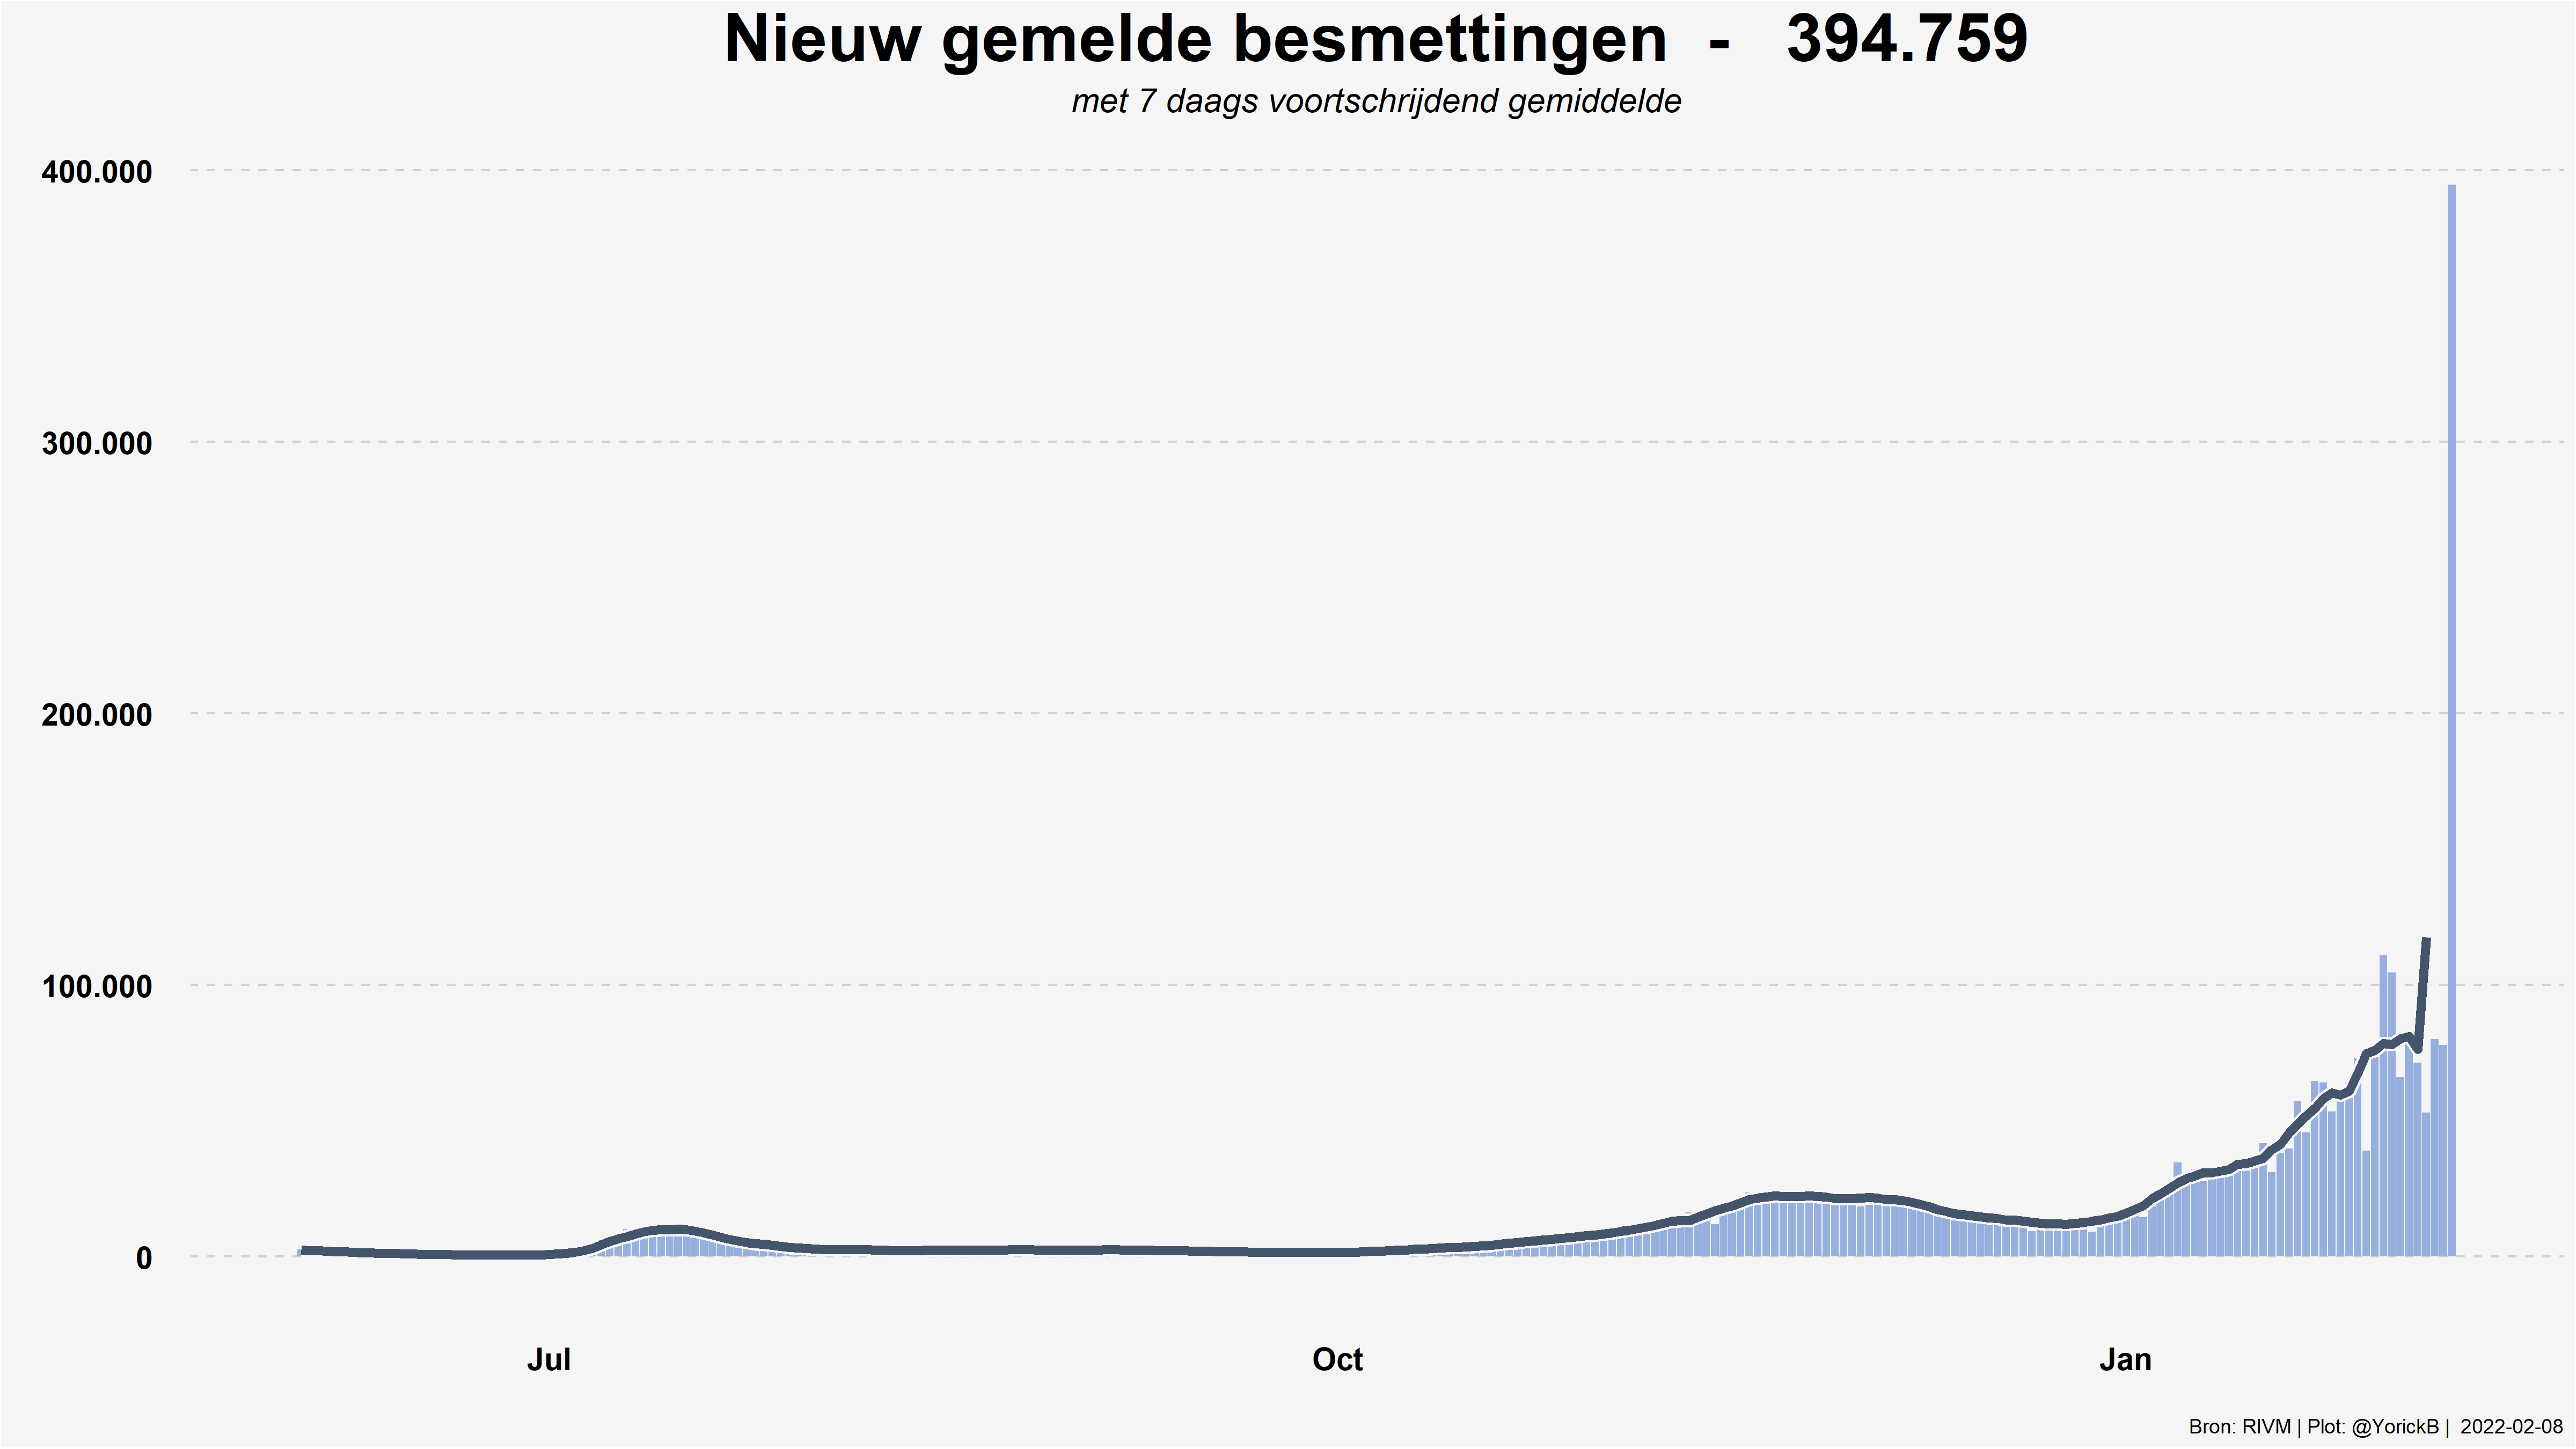 Nieuw gemelde besmettingen - 394.759
met 7 daags voortschrijdend gemiddelde
400.000
300.000
200.000
100.000
0
Jul Oct Jan
Bron: RIVM | Plot: @YorickB | 2022-02-08